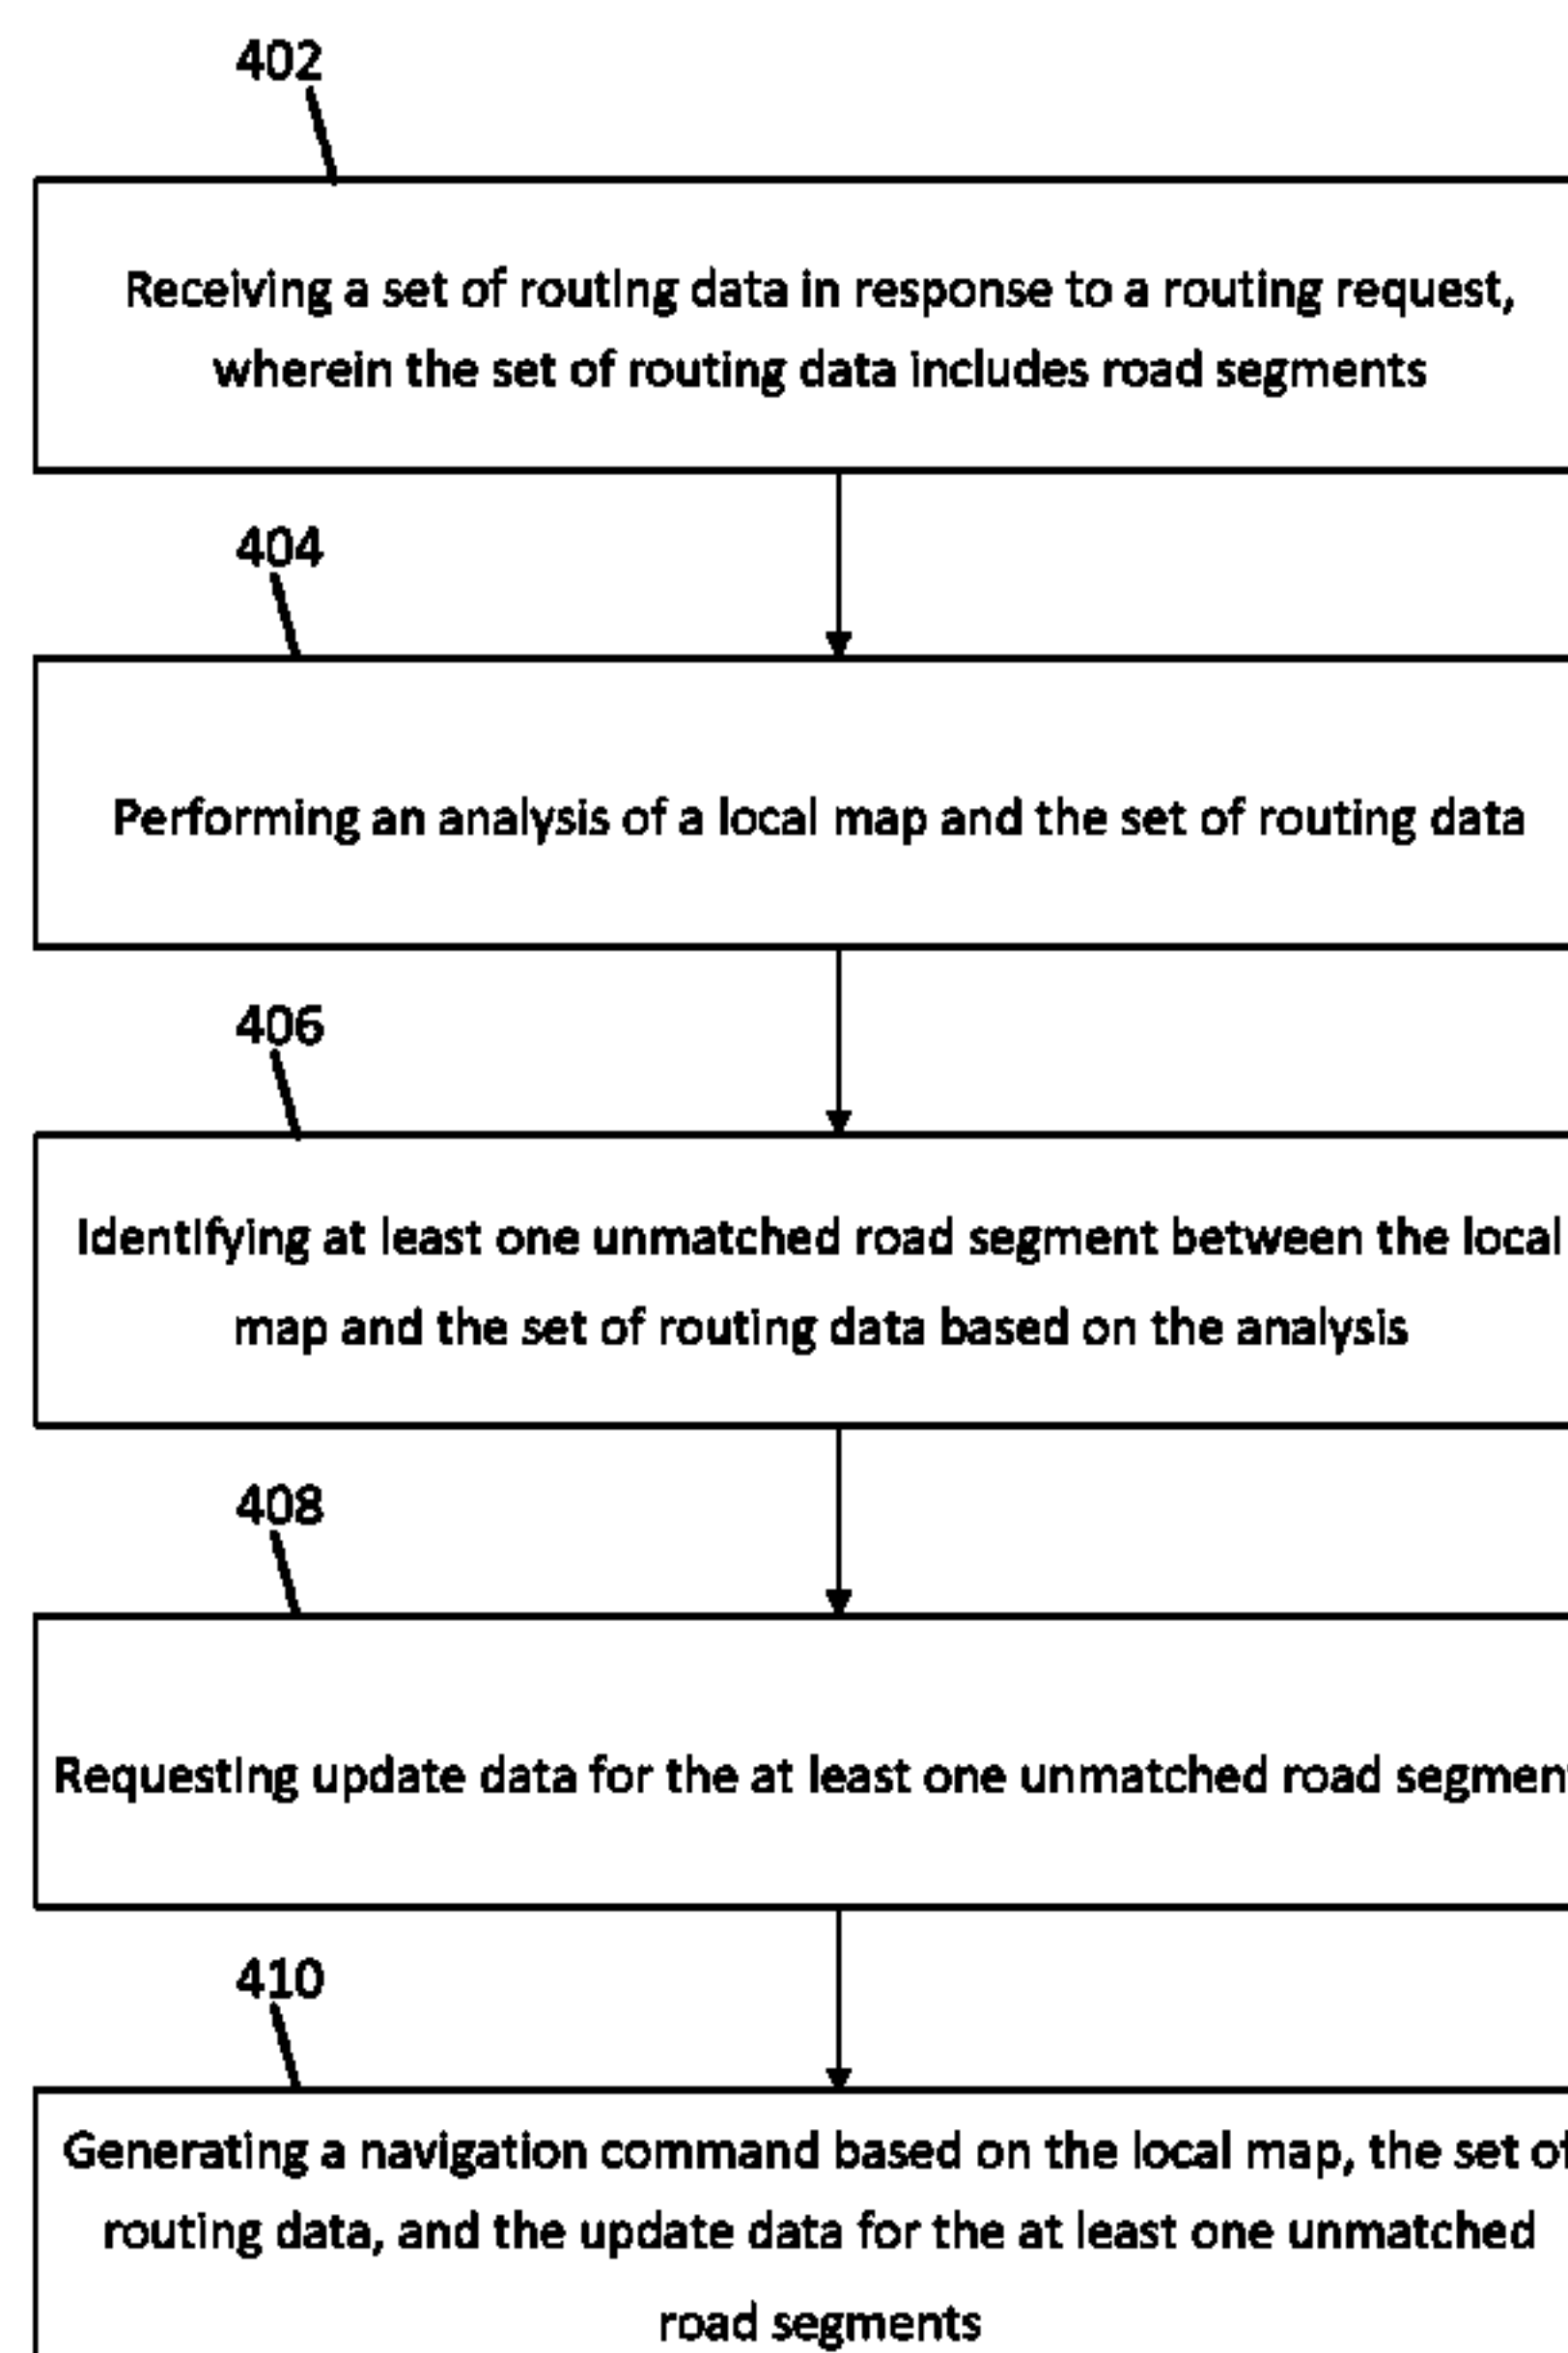 402
Receiving a set of routing data in response to a routing request,
wherein the set of routing data includes road segments
404
Performing an analysis of a local map and the set of routing data
406
Identifying at least one unmatched road segment between the local
map and the set of routing data based on the analysis
408
Requesting update data for the at least one unmatched road segment
410
Generating a navigation command based on the local map, the set of
routing data, and the update data for the at least one unmatched
road segments